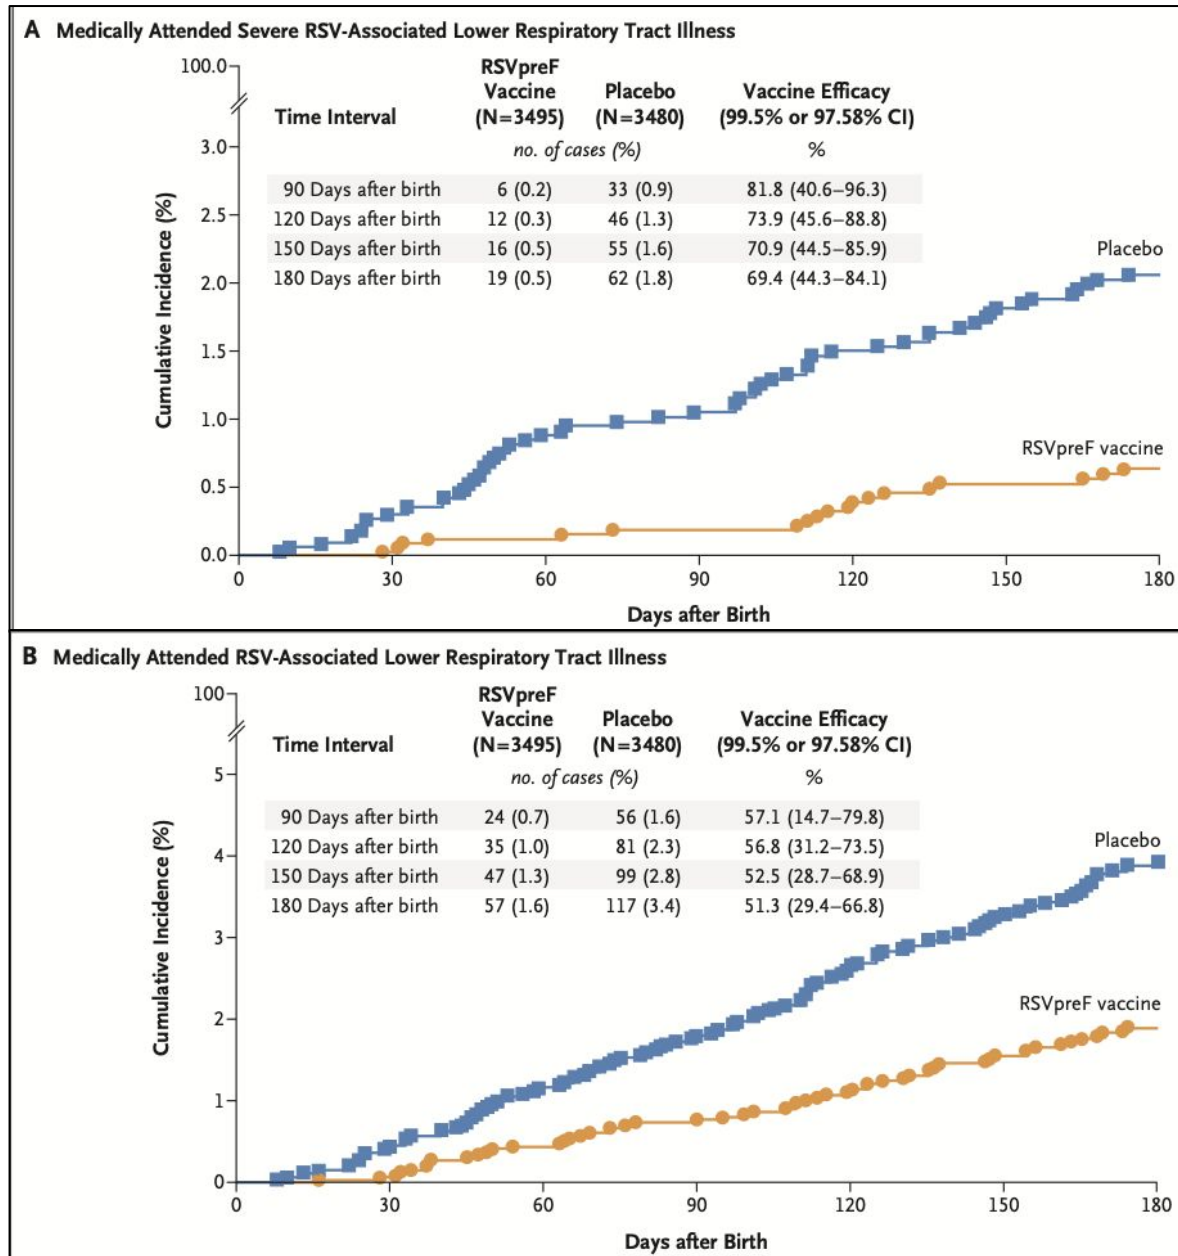 A Medically Attended Severe RSV-Associated Lower Respiratory Tract Illness
100.0
RSVpreF
Vaccine Placebo Vaccine Efficacy
Time Interval (N=3495) (N=3480) (99.5% or 97.58% CI)
no. of cases (%) %
3.0
90 Days after birth 6 (0.2) 33 (0.9) 81.8 (40.6–96.3)
2.5
120 Days after birth 12 (0.3) 46 (1.3) 73.9 (45.6–88.8)
150 Days after birth 16 (0.5) 55 (1.6) 70.9 (44.5–85.9)
180 Days after birth 19 (0.5) 62 (1.8) 69.4 (44.3–84.1)
Placebo
2.0
1.5
1.0
RSVpreF vaccine
0.5
0.0
Cumulative Incidence (%)
0 30 60 90 120 150 180
Days after Birth
B Medically Attended RSV-Associated Lower Respiratory Tract Illness
100
RSVpreF
Vaccine Placebo Vaccine Efficacy
Time Interval (N=3495) (N=3480) (99.5% or 97.58% CI)
no. of cases (%) %
5
90 Days after birth 24 (0.7) 56 (1.6) 57.1 (14.7–79.8)
120 Days after birth 35 (1.0) 81 (2.3) 56.8 (31.2–73.5)
150 Days after birth 47 (1.3) 99 (2.8) 52.5 (28.7–68.9)
180 Days after birth 57 (1.6) 117 (3.4) 51.3 (29.4–66.8)
Placebo
4
3
2
RSVpreF vaccine
1
0
Cumulative Incidence (%)
0 30 60 90 120 150 180
Days after Birth